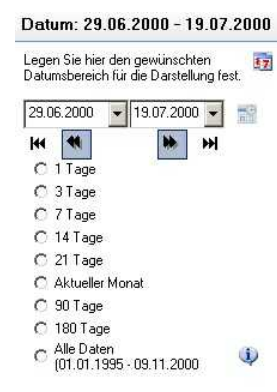 Datum: 29.06.2000 - 19.07.2000
Legen Sie hier den gewünschten
Datumsbereich für die Darstellung fest.
29.06.2000 19.07.2000
1 Tage
3 Tage
7 Tage
14 Tage
21 Tage
Aktueller Monat
90 Tage
180 Tage
Alle Daten
(01.01.1995 - 09.11.2000